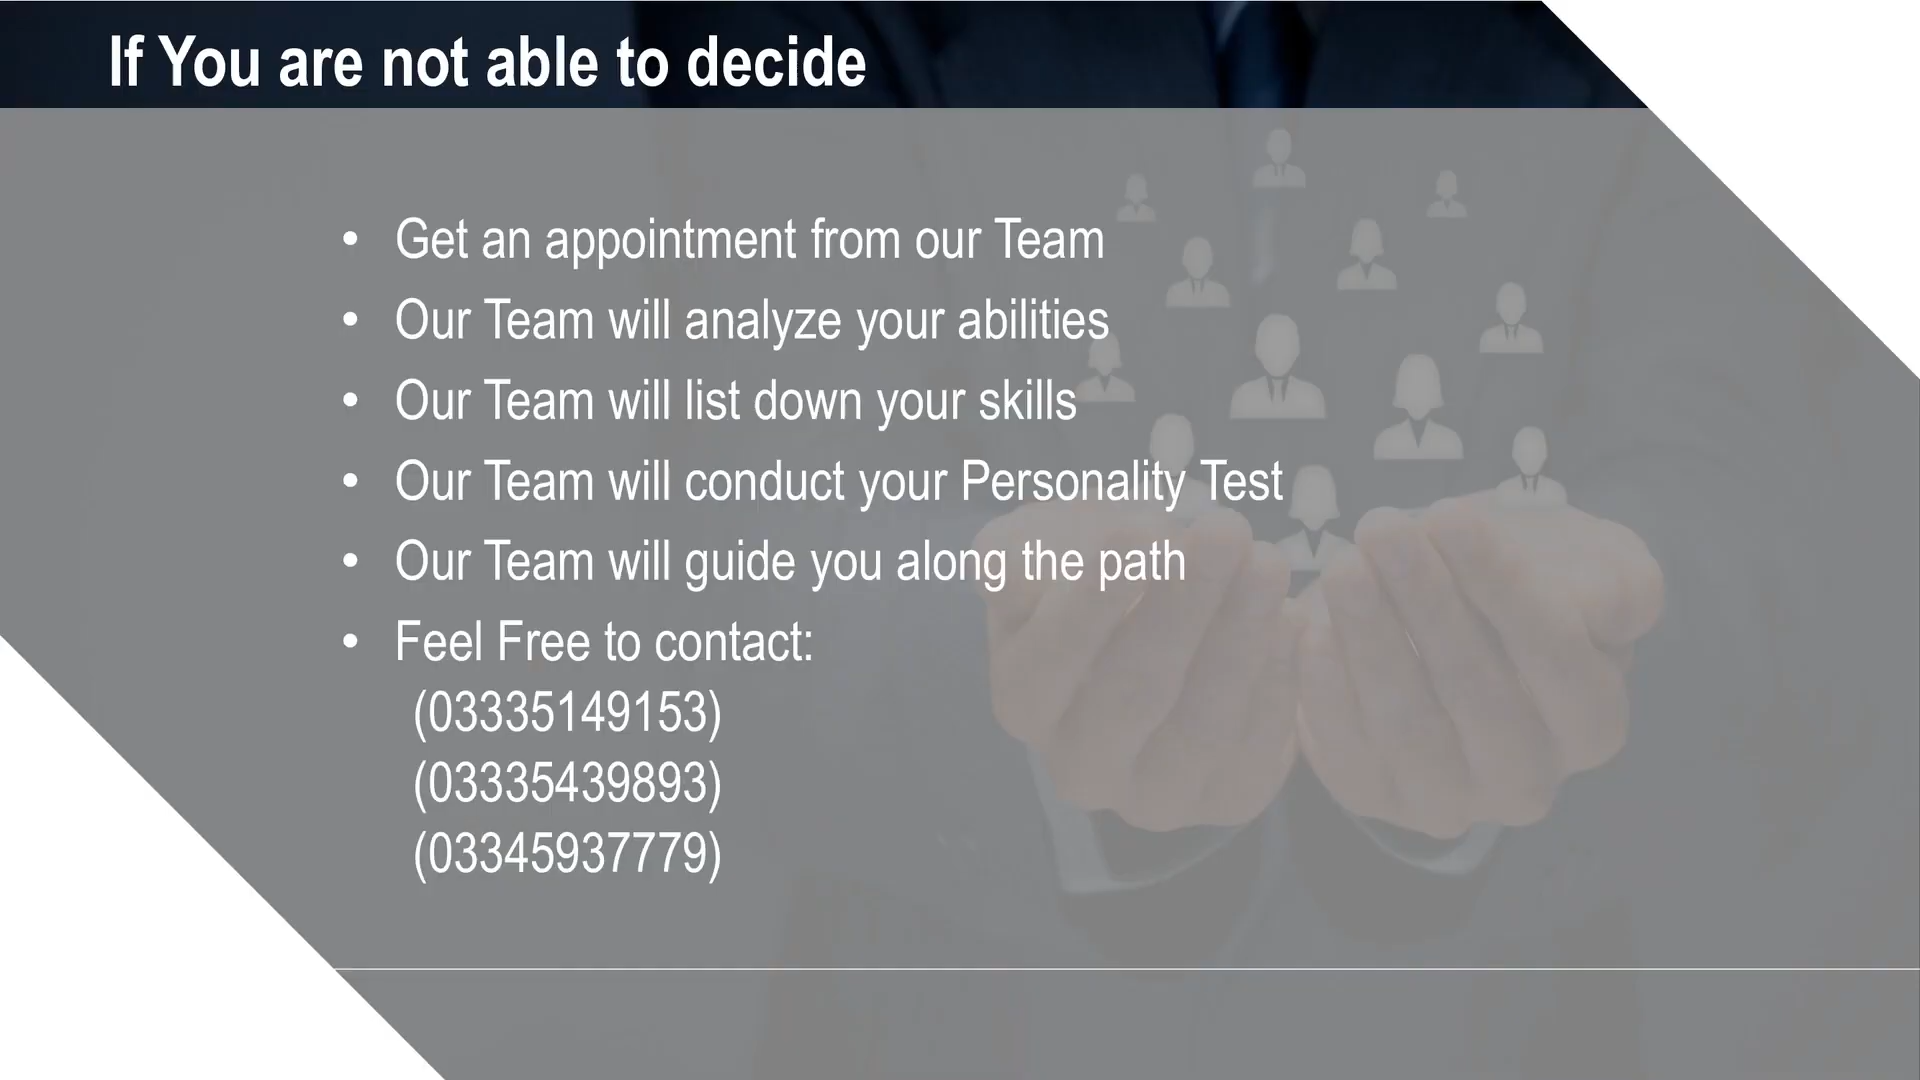 If You are not able to decide
• Get an appointment from our Team
• Our Team will analyze your abilities
• Our Team will list down your skills
• Our Team will conduct your Personality Test
• Our Team will guide you along the path
• Feel Free to contact:
(03335149153)
(03335439893)
(03345937779)